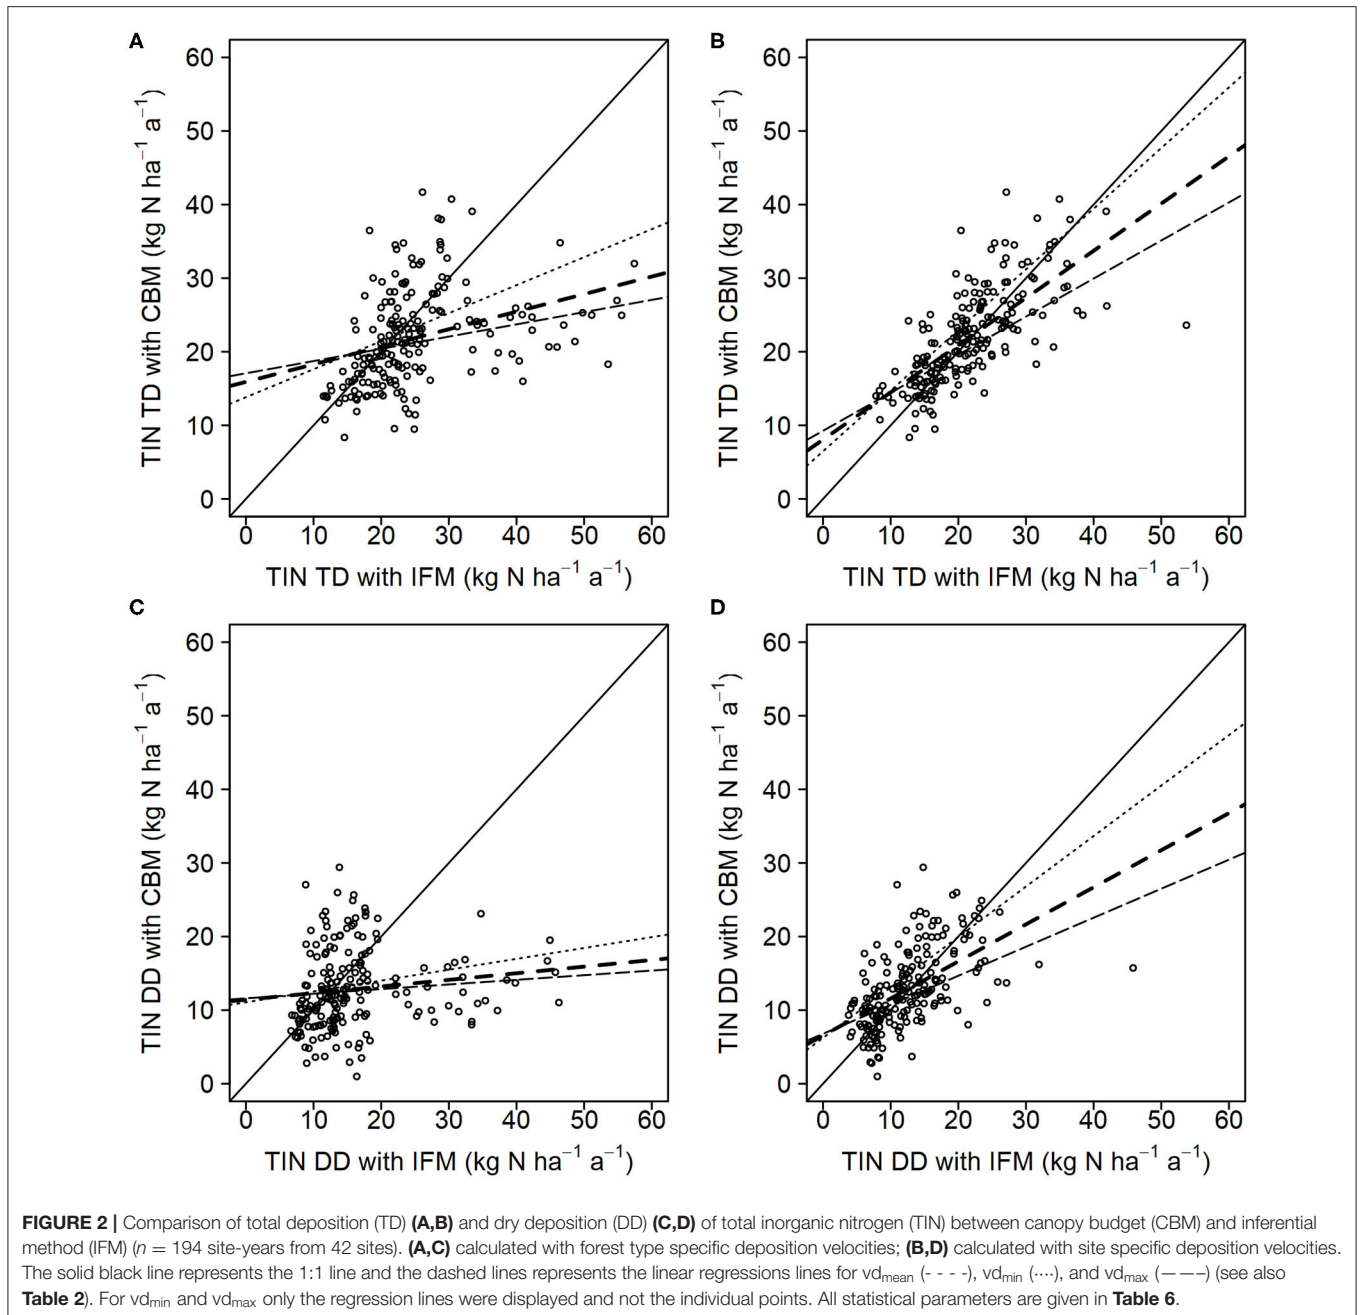 A
60
50
40
30
20
10
0
TIN TD with CBM (kg N ha⁻¹ a⁻¹)
0 10 20 30 40 50 60
TIN TD with IFM (kg N ha⁻¹ a⁻¹)
B
60
50
40
30
20
10
0
TIN TD with CBM (kg N ha⁻¹ a⁻¹)
0 10 20 30 40 50 60
TIN TD with IFM (kg N ha⁻¹ a⁻¹)
C
60
50
40
30
20
10
0
TIN DD with CBM (kg N ha⁻¹ a⁻¹)
0 10 20 30 40 50 60
TIN DD with IFM (kg N ha⁻¹ a⁻¹)
D
60
50
40
30
20
10
0
TIN DD with CBM (kg N ha⁻¹ a⁻¹)
0 10 20 30 40 50 60
TIN DD with IFM (kg N ha⁻¹ a⁻¹)
FIGURE 2 | Comparison of total deposition (TD) (A,B) and dry deposition (DD) (C,D) of total inorganic nitrogen (TIN) between canopy budget (CBM) and inferential
method (IFM) (n = 194 site-years from 42 sites). (A,C) calculated with forest type specific deposition velocities; (B,D) calculated with site specific deposition velocities.
The solid black line represents the 1:1 line and the dashed lines represents the linear regressions lines for vdmean (- - - -), vdmin (····), and vdmax (———) (see also
Table 2). For vdmin and vdmax only the regression lines were displayed and not the individual points. All statistical parameters are given in Table 6.